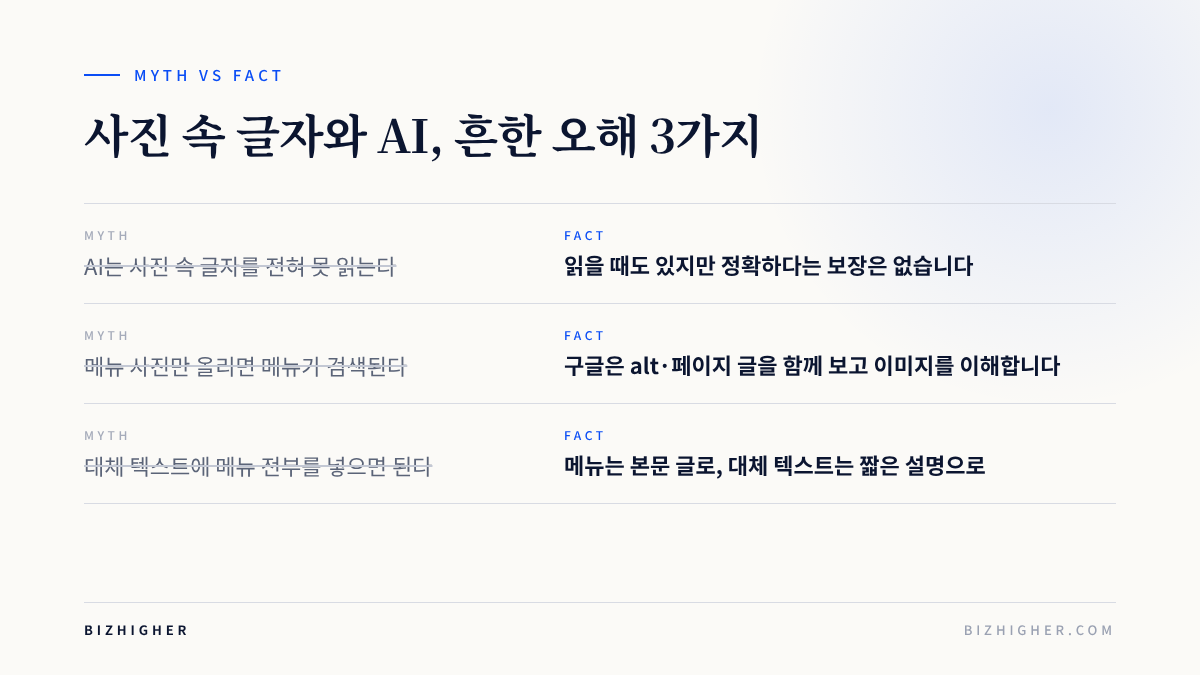 MYTH VS FACT
사진 속 글자와 AI, 흔한 오해 3가지
MYTH
AI는 사진 속 글자를 전혀 못 읽는다
FACT
읽을 때도 있지만 정확하다는 보장은 없습니다
MYTH
메뉴 사진만 올리면 메뉴가 검색된다
FACT
구글은 alt·페이지 글을 함께 보고 이미지를 이해합니다
MYTH
대체 텍스트에 메뉴 전부를 넣으면 된다
FACT
메뉴는 본문 글로, 대체 텍스트는 짧은 설명으로
BIZHIGHER
BIZHIGHER.COM